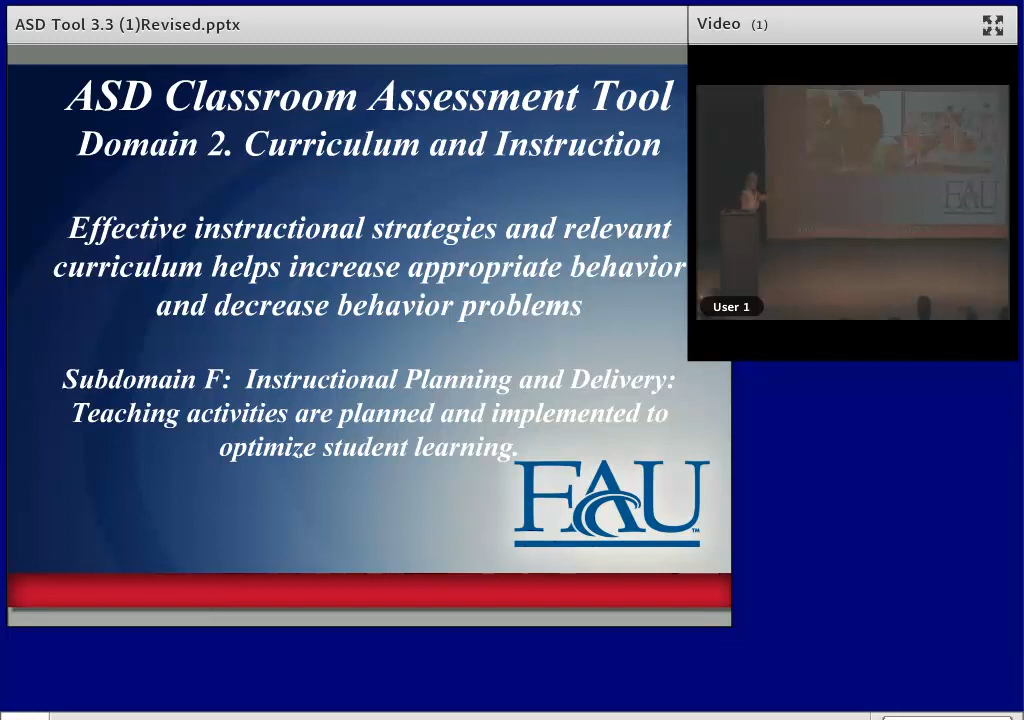 ASD Tool 3.3 (1)Revised.pptx
Video (1)
ASD Classroom Assessment Tool
Domain 2. Curriculum and Instruction
Effective instructional strategies and relevant
curriculum helps increase appropriate behavior
and decrease behavior problems
Subdomain F: Instructional Planning and Delivery:
Teaching activities are planned and implemented to
optimize student learning.
FAU™
FAU
User 1